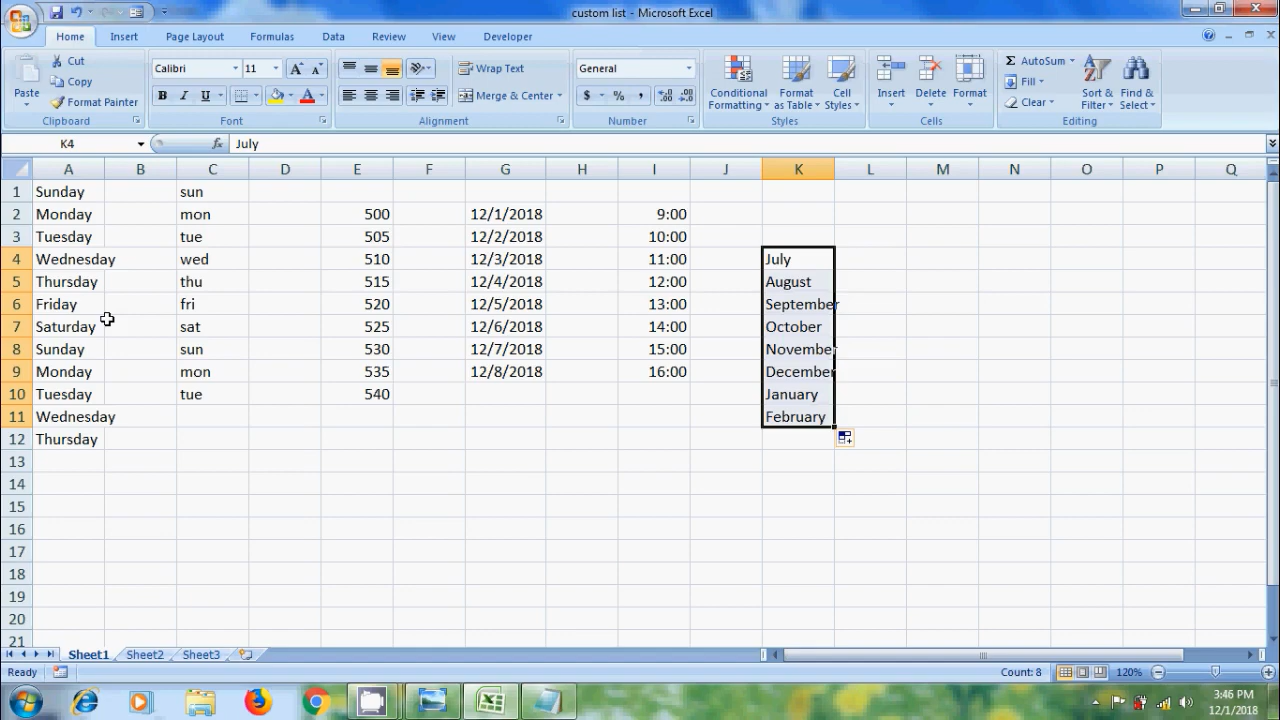 custom list - Microsoft Excel
Home Insert Page Layout Formulas Data Review View Developer
Paste Cut Copy Format Painter Clipboard
Calibri 11 A A B I U A Font
Wrap Text Merge & Center Alignment
General $ % , Number
Conditional Formatting Format as Table Cell Styles Styles
Insert Delete Format Cells
Σ AutoSum Fill Clear Sort & Filter Find & Select Editing
K4 fx July
A B C D E F G H I J K L M N O P Q
1 Sunday sun
2 Monday mon 500 12/1/2018 9:00
3 Tuesday tue 505 12/2/2018 10:00
4 Wednesday wed 510 12/3/2018 11:00 July
5 Thursday thu 515 12/4/2018 12:00 August
6 Friday fri 520 12/5/2018 13:00 September
7 Saturday sat 525 12/6/2018 14:00 October
8 Sunday sun 530 12/7/2018 15:00 November
9 Monday mon 535 12/8/2018 16:00 December
10 Tuesday tue 540 January
11 Wednesday February
12 Thursday
13
14
15
16
17
18
19
20
21
Sheet1 Sheet2 Sheet3
Ready Count: 8 120%
3:46 PM
12/1/2018